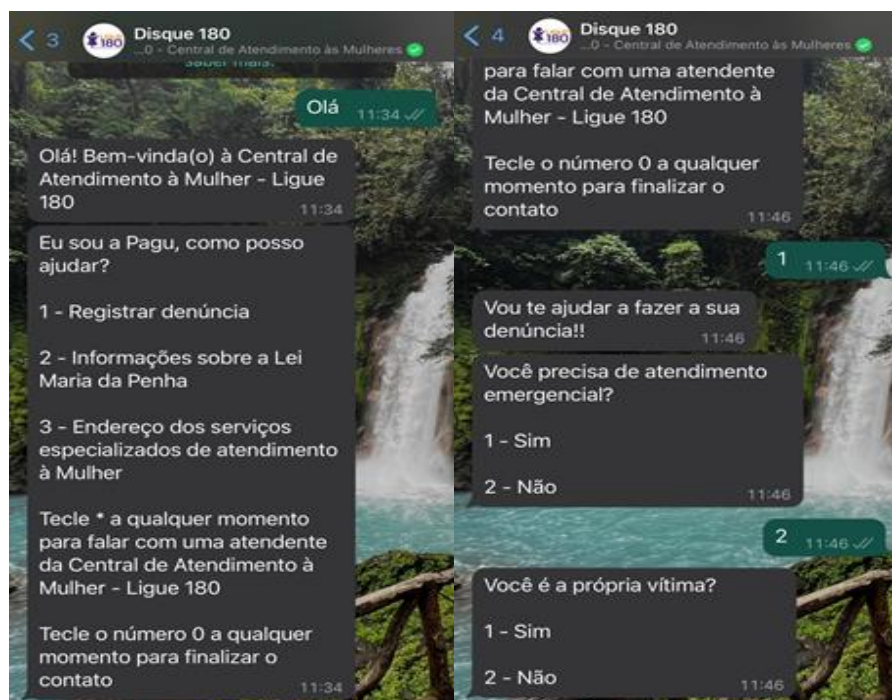 3
180
Disque 180
...0 - Central de Atendimento às Mulheres
saber mais.
Olá
11:34
Olá! Bem-vinda(o) à Central de
Atendimento à Mulher - Ligue
180
11:34
Eu sou a Pagu, como posso
ajudar?
1 - Registrar denúncia
2 - Informações sobre a Lei
Maria da Penha
3 - Endereço dos serviços
especializados de atendimento
à Mulher
Tecle * a qualquer momento
para falar com uma atendente
da Central de Atendimento à
Mulher - Ligue 180
Tecle o número 0 a qualquer
momento para finalizar o
contato
11:34
4
180
Disque 180
...0 - Central de Atendimento às Mulheres
para falar com uma atendente
da Central de Atendimento à
Mulher - Ligue 180
Tecle o número 0 a qualquer
momento para finalizar o
contato
11:46
1
11:46
Vou te ajudar a fazer a sua
denúncia!!
11:46
Você precisa de atendimento
emergencial?
1 - Sim
2 - Não
11:46
2
11:46
Você é a própria vítima?
1 - Sim
2 - Não
11:46